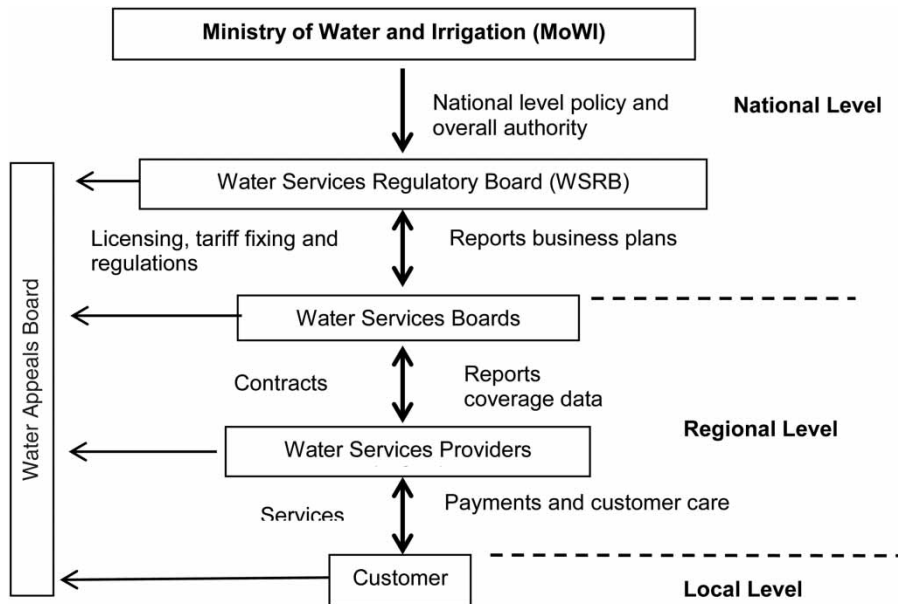 Ministry of Water and Irrigation (MoWI)
National level policy and
overall authority
National Level
Water Services Regulatory Board (WSRB)
Licensing, tariff fixing and
regulations
Reports business plans
Water Appeals Board
Water Services Boards
Contracts
Reports
coverage data
Regional Level
Water Services Providers
Services
Payments and customer care
Customer
Local Level